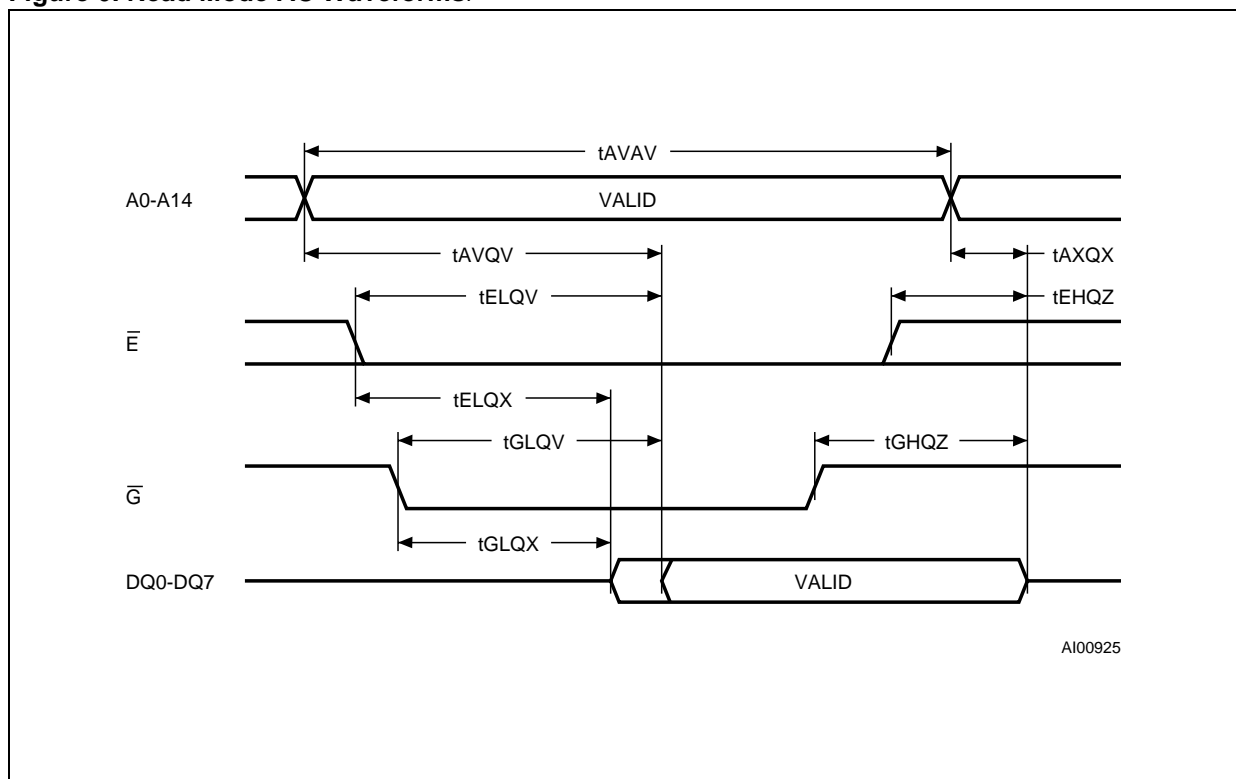 Figure Read Mode AC Waveforms.
tAVAV
A0-A14 VALID
tAVQV tAXQX
tELQV tEHQZ
E̅
tELQX
tGLQV tGHQZ
G̅
tGLQX
DQ0-DQ7 VALID
AI00925